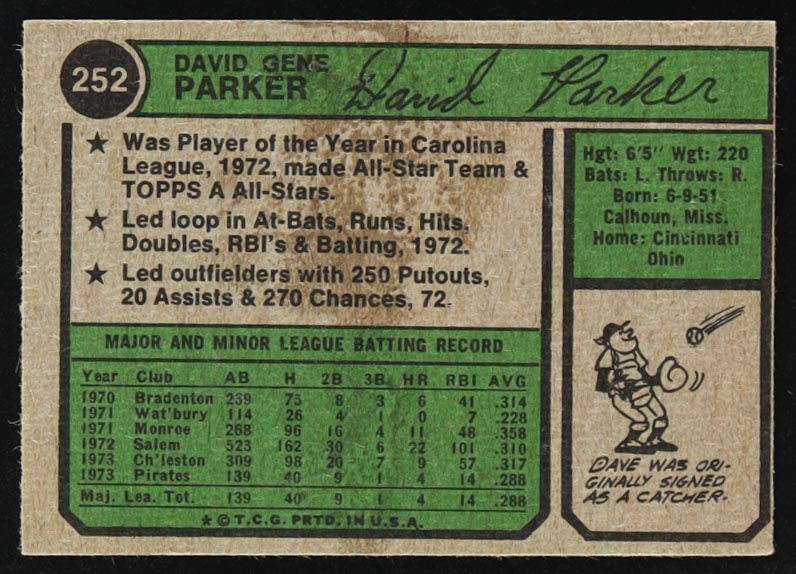 252
DAVID GENE
PARKER
David Parker
★ Was Player of the Year in Carolina
League, 1972, made All-Star Team &
TOPPS A All-Stars.
★ Led loop in At-Bats, Runs, Hits,
Doubles, RBI's & Batting, 1972.
★ Led outfielders with 250 Putouts,
20 Assists & 270 Chances, 72.
Hgt: 6'5" Wgt: 220
Bats: L. Throws: R.
Born: 6-9-51
Calhoun, Miss.
Home: Cincinnati
Ohio
MAJOR AND MINOR LEAGUE BATTING RECORD
Year Club AB H 2B 3B HR RBI AVG
1970 Bradenton 239 75 8 3 6 41 .314
1971 Wat'bury 114 26 4 1 0 7 .228
1971 Monroe 268 96 16 4 11 48 .358
1972 Salem 523 162 30 6 22 101 .310
1973 Ch'leston 309 98 20 7 9 57 .317
1973 Pirates 139 40 9 1 4 14 .288
Maj. Lea. Tot. 139 40 9 1 4 14 .288
★ © T.C.G. PRTD. IN U.S.A.
DAVE WAS ORI-
GINALLY SIGNED
AS A CATCHER.